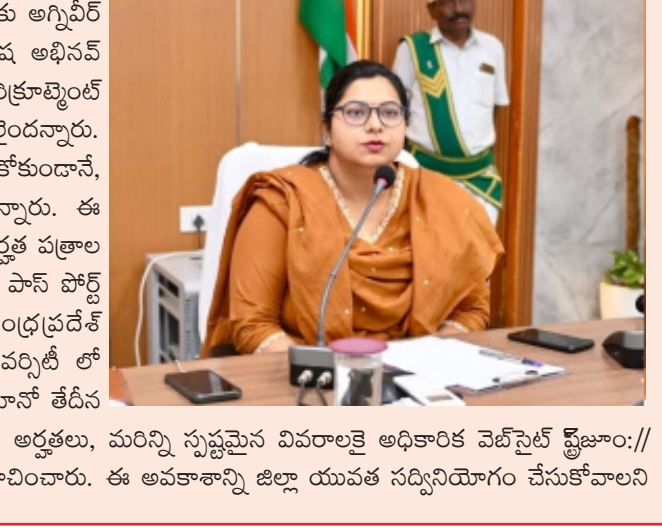 కు అగ్నివీర్
ష అభినవ్
రిక్రూట్మెంట్
రైందన్నారు.
కోకుండానే,
న్నారు. ఈ
ర్హత పత్రాల
పాస్ పోర్ట్
ంధ్రప్రదేశ్
వర్సిటీ లో
తేదీన
అర్హతలు, మరిన్ని స్పష్టమైన వివరాలకై అధికారిక వెబ్‌సైట్
చించారు. ఈ అవకాశాన్ని జిల్లా యువత సద్వినియోగం చేసుకోవాలని